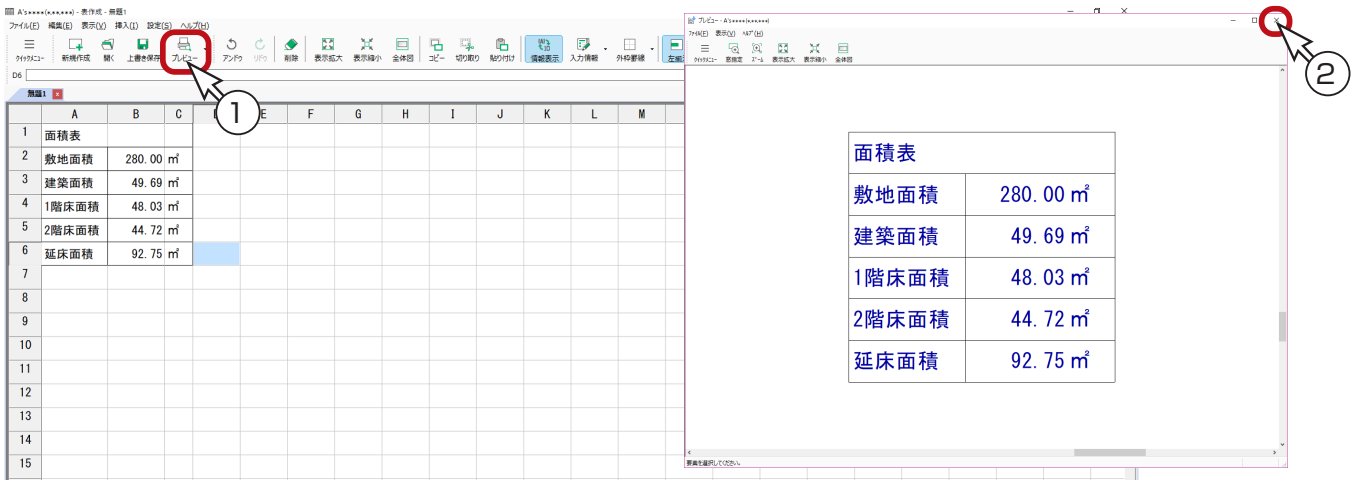 A's****(*.**.***) - 表作成 - 無題1
ファイル(F) 編集(E) 表示(V) 挿入(I) 設定(S) ヘルプ(H)
クイックメニュー 新規作成 開く 上書き保存 プレビュー アンドゥ リドゥ 削除 表示拡大 表示縮小 全体図 コピー 切り取り 貼り付け 情報表示 入力情報 外枠罫線
D6
無題1
A B C E F G H I J K L M
1 面積表
2 敷地面積 280.00 ㎡
3 建築面積 49.69 ㎡
4 1階床面積 48.03 ㎡
5 2階床面積 44.72 ㎡
6 延床面積 92.75 ㎡
7
8
9
10
11
12
13
14
15
1
プレビュー - A's****(*.**.***)
ファイル(F) 表示(V) ヘルプ(H)
クイックメニュー 窓指定 ズーム 表示拡大 表示縮小 全体図
面積表
敷地面積 280.00 ㎡
建築面積 49.69 ㎡
1階床面積 48.03 ㎡
2階床面積 44.72 ㎡
延床面積 92.75 ㎡
要素を選択してください。
2